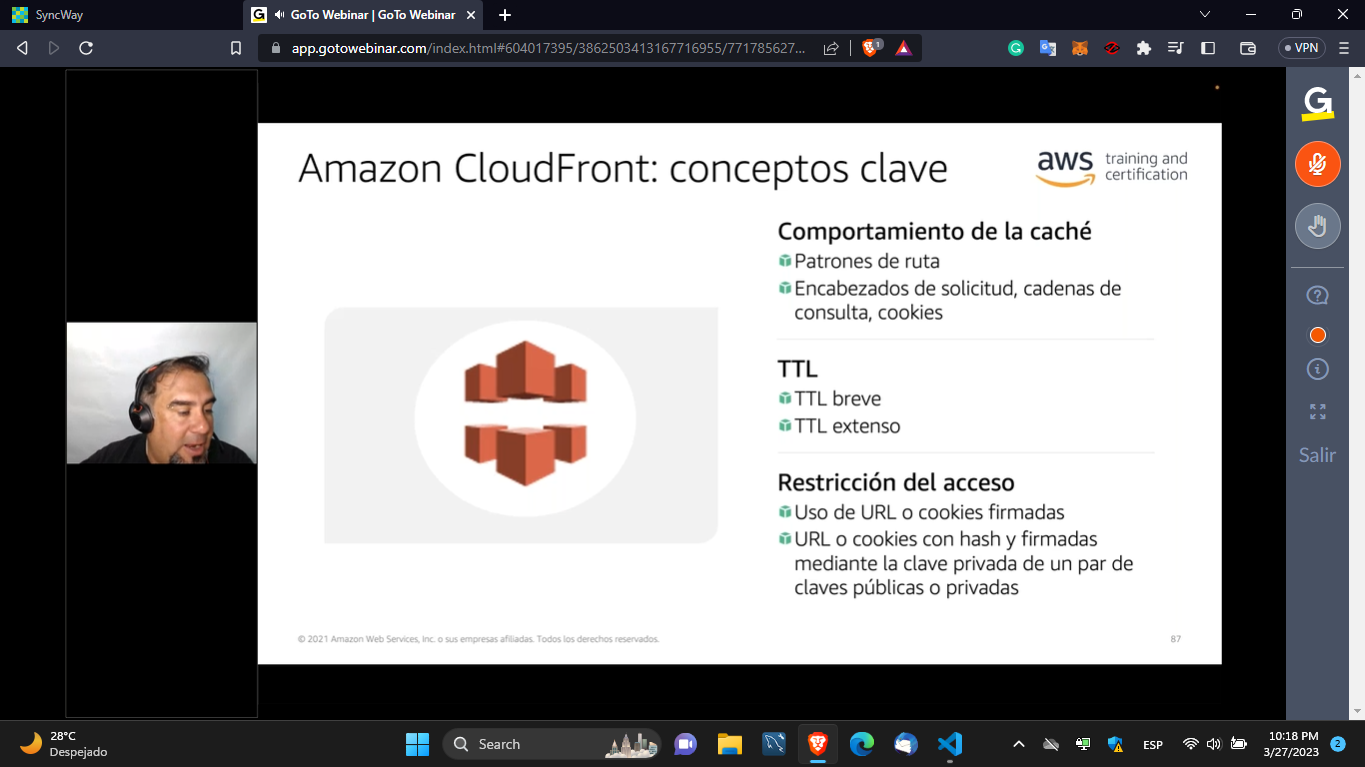 SyncWay
GoTo Webinar | GoTo Webinar
app.gotowebinar.com/index.html#604017395/3862503413167716955/771785627...
1
VPN
Amazon CloudFront: conceptos clave
aws training and
certification
Comportamiento de la caché
Patrones de ruta
Encabezados de solicitud, cadenas de
consulta, cookies
TTL
TTL breve
TTL extenso
Restricción del acceso
Uso de URL o cookies firmadas
URL o cookies con hash y firmadas
mediante la clave privada de un par de
claves públicas o privadas
© 2021 Amazon Web Services, Inc. o sus empresas afiliadas. Todos los derechos reservados.
87
Salir
28°C
Despejado
Search
ESP
10:18 PM
3/27/2023
2